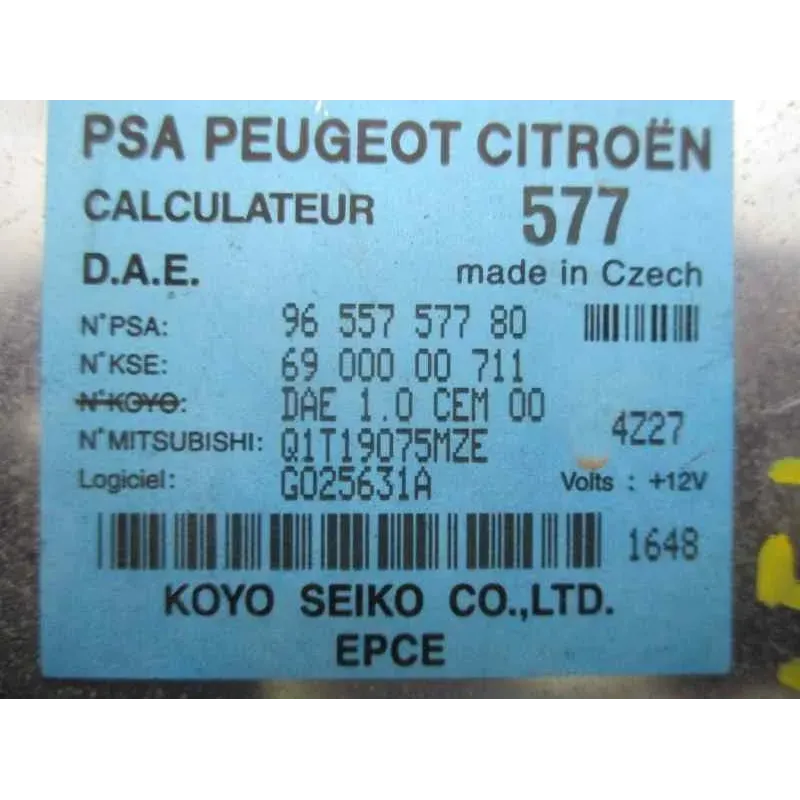 PSA PEUGEOT CITROËN
CALCULATEUR 577
D.A.E. made in Czech
N°PSA: 96 557 577 80
N°KSE: 69 000 00 711
N°KOYO: DAE 1.0 CEM 00
N°MITSUBISHI: Q1T19075MZE 4Z27
Logiciel: G025631A Volts : +12V
1648
KOYO SEIKO CO.,LTD.
EPCE